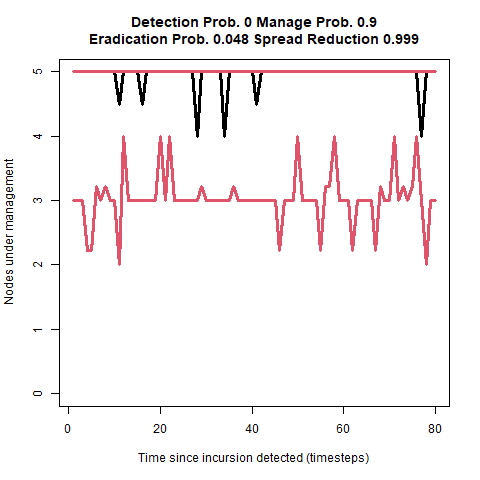 Detection Prob. 0 Manage Prob. 0.9
Eradication Prob. 0.048 Spread Reduction 0.999
5
4
3
2
1
0
Nodes under management
0 20 40 60 80
Time since incursion detected (timesteps)